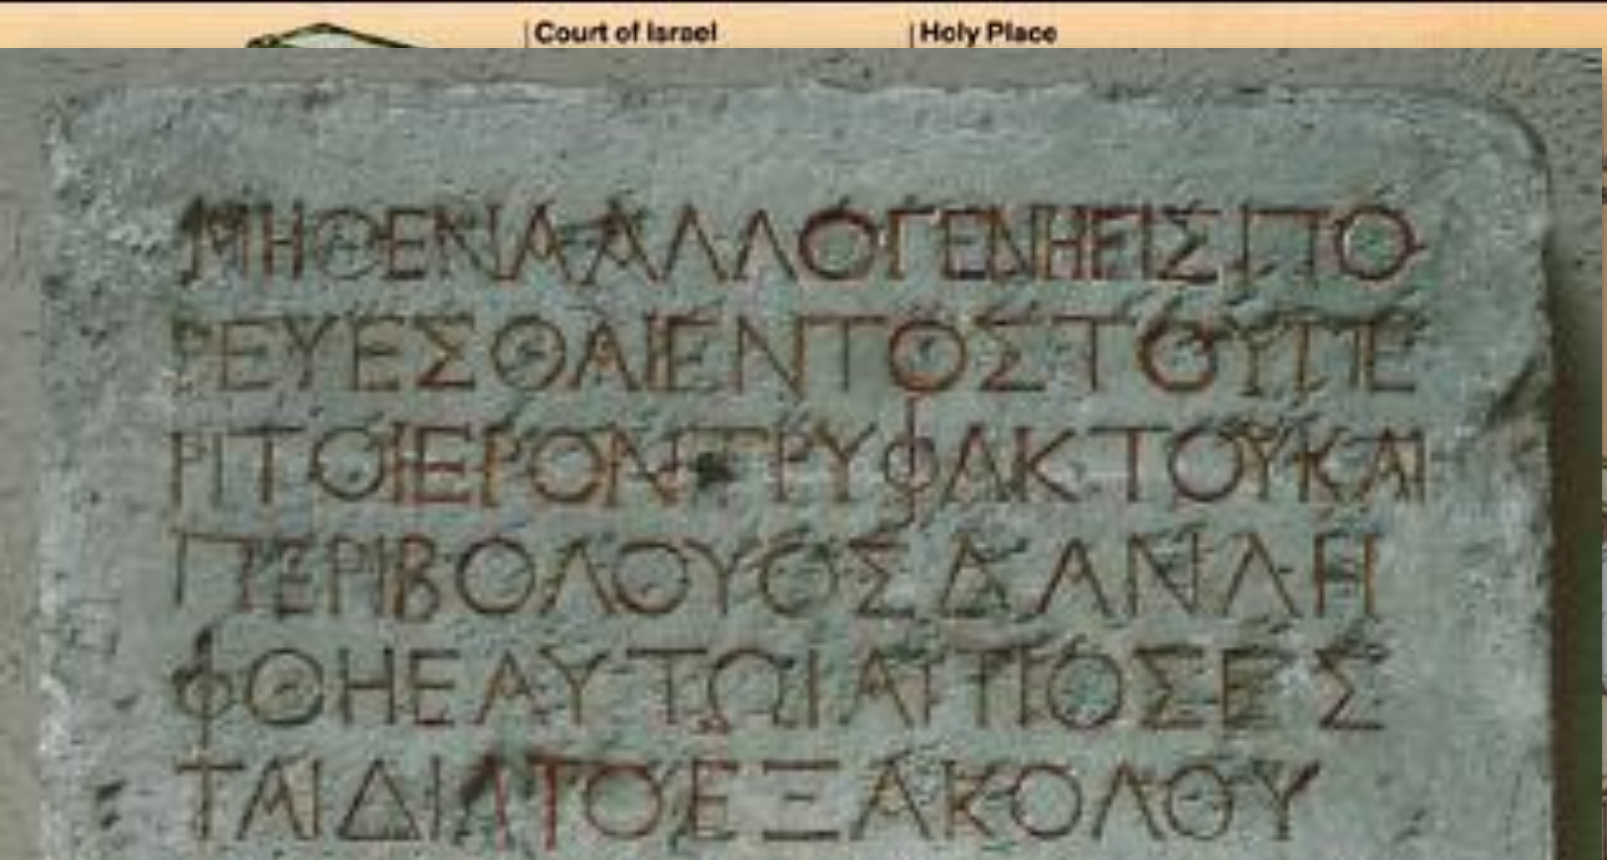 Court of Israel
Holy Place
ΜΗΘΕΝΑΑΛΛΟΓΕΝΗΕΙΣΠΟ
ΡΕΥΕΣΘΑΙΕΝΤΟΣΤΟΥΠΕ
ΡΙΤΟΙΕΡΟΝΤΡΥΦΑΚΤΟΥΚΑΙ
ΠΕΡΙΒΟΛΟΥΟΣΔΑΝΛΗ
ΦΘΗΕΑΥΤΩΙΑΙΤΙΟΣΕΣ
ΤΑΙΔΙΑΤΟΕΞΑΚΟΛΟΥ